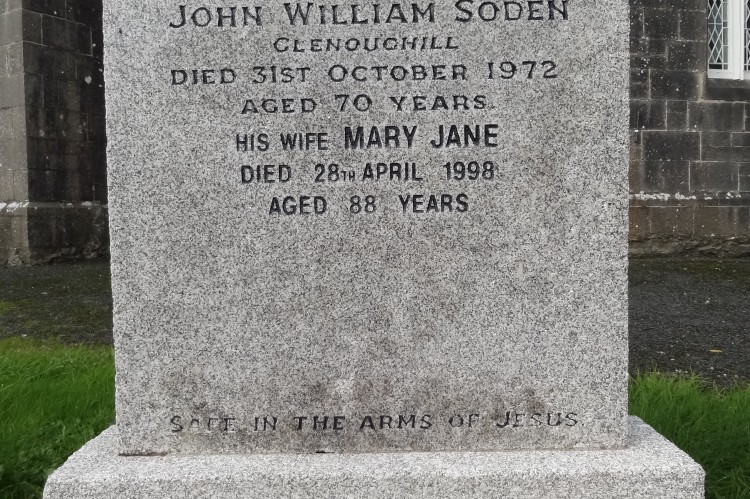 JOHN WILLIAM SODEN
CLENOUGHILL
DIED 31ST OCTOBER 1972
AGED 70 YEARS
HIS WIFE MARY JANE
DIED 28TH APRIL 1998
AGED 88 YEARS
SAFE IN THE ARMS OF JESUS